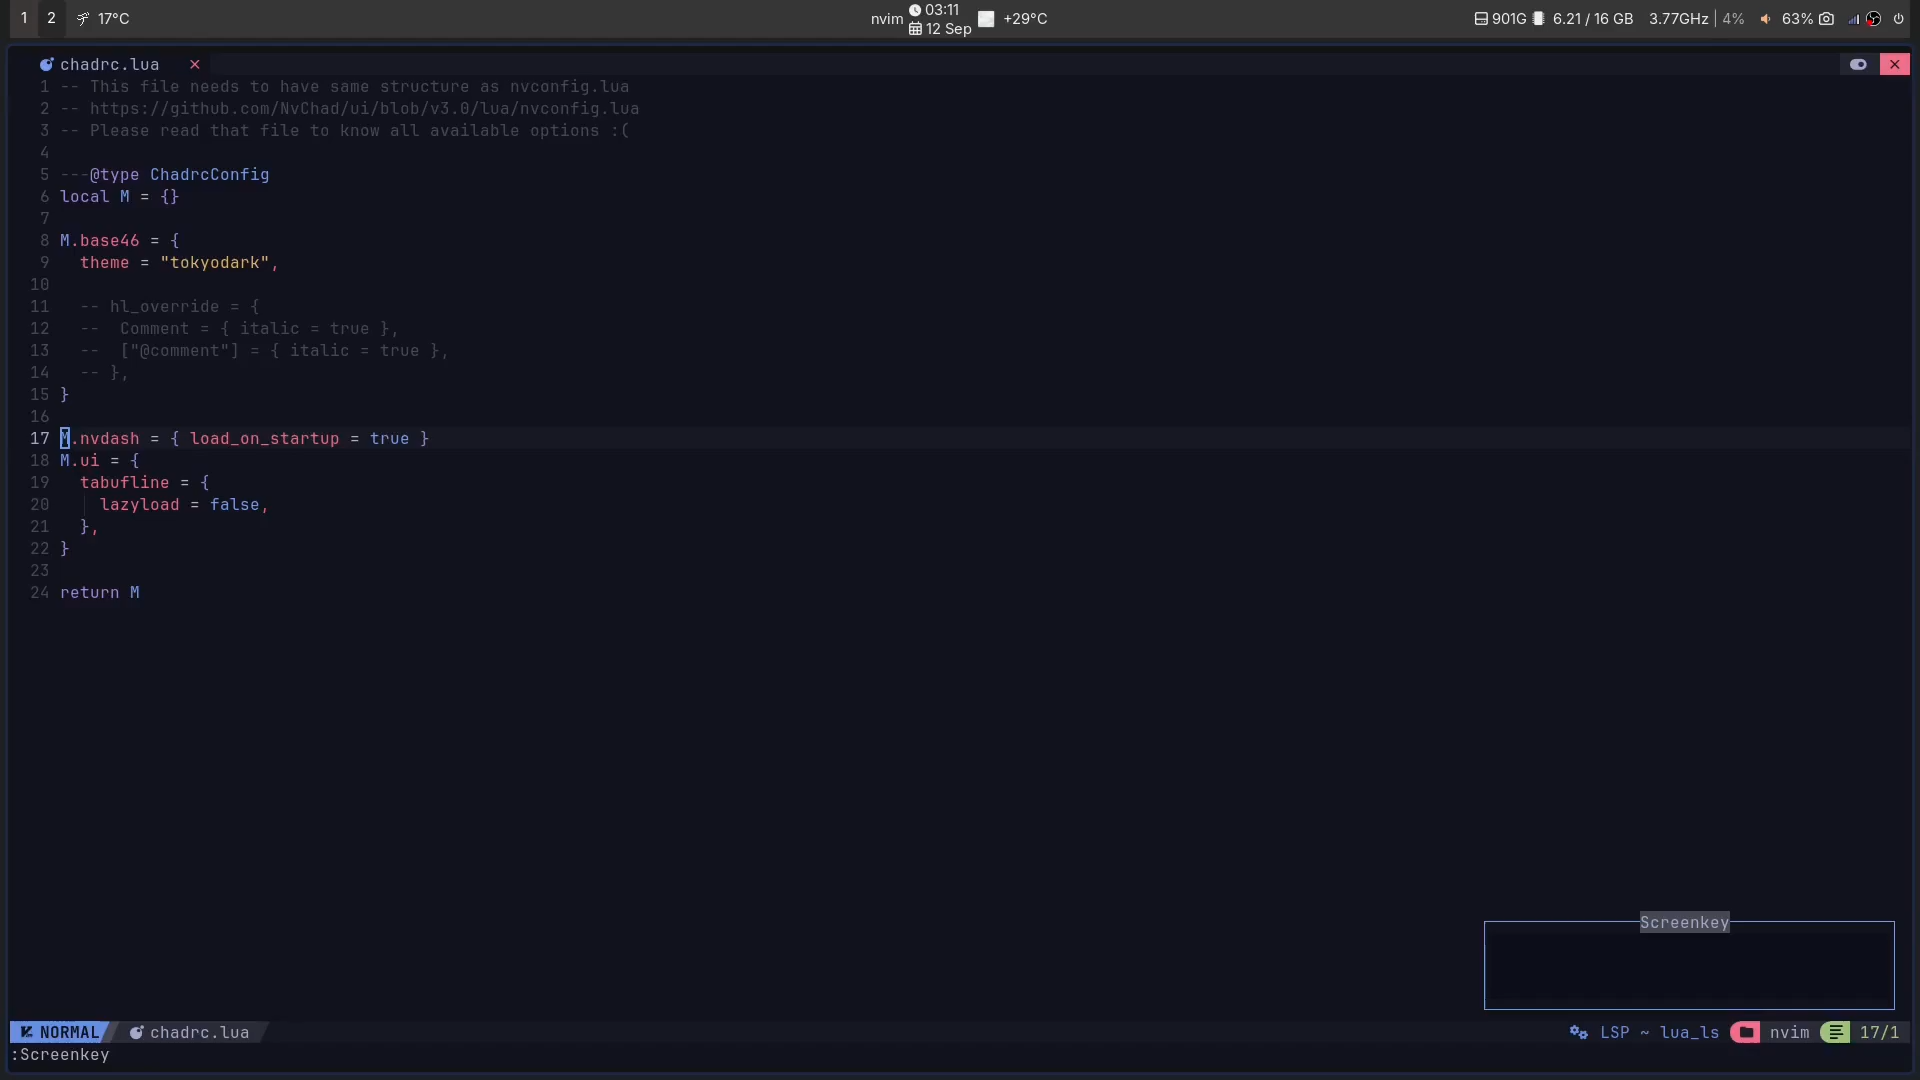 1 2 17°C nvim 03:11 +29°C 901G 6.21 / 16 GB 3.77GHz | 4% 63%
12 Sep
chadrc.lua
1 -- This file needs to have same structure as nvconfig.lua
2 -- https://github.com/NvChad/ui/blob/v3.0/lua/nvconfig.lua
3 -- Please read that file to know all available options :(
4
5 ---@type ChadrcConfig
6 local M = {}
7
8 M.base46 = {
9   theme = "tokyodark",
10
11   -- hl_override = {
12   --  Comment = { italic = true },
13   --  ["@comment"] = { italic = true },
14   -- },
15 }
16
17 M.nvdash = { load_on_startup = true }
18 M.ui = {
19   tabufline = {
20     lazyload = false,
21   },
22 }
23
24 return M
Screenkey
NORMAL chadrc.lua LSP ~ lua_ls nvim 17/1
:Screenkey